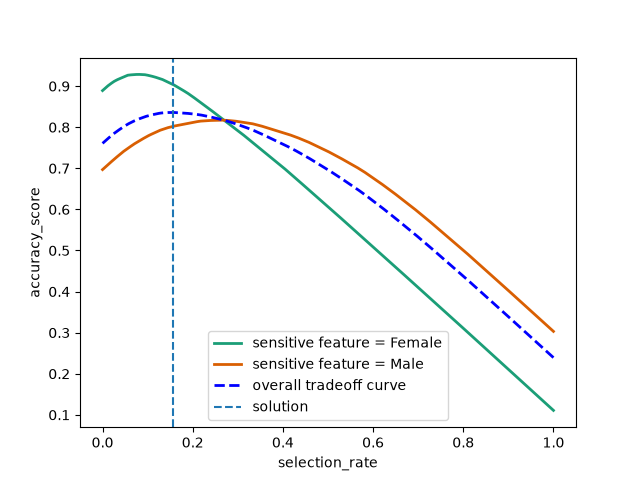 0.9
0.8
0.7
0.6
0.5
0.4
0.3
0.2
0.1
accuracy_score
sensitive feature = Female
sensitive feature = Male
overall tradeoff curve
solution
0.0 0.2 0.4 0.6 0.8 1.0
selection_rate